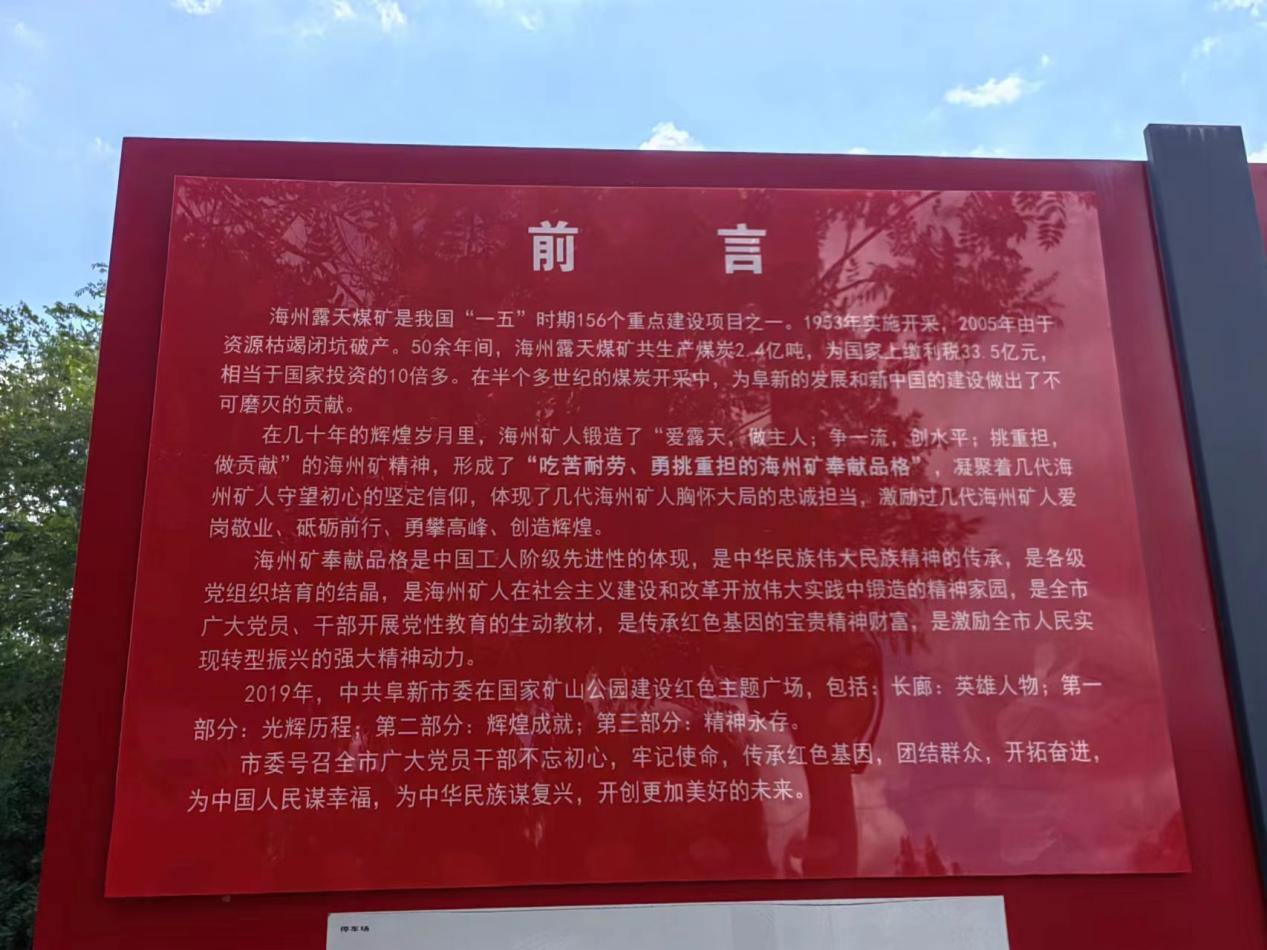 前 言
海州露天煤矿是我国“一五”时期156个重点建设项目之一。1953年实施开采，2005年由于
资源枯竭闭坑破产。50余年间，海州露天煤矿共生产煤炭2.4亿吨，为国家上缴利税33.5亿元，
相当于国家投资的10倍多。在半个多世纪的煤炭开采中，为阜新的发展和新中国的建设做出了不
可磨灭的贡献。
在几十年的辉煌岁月里，海州矿人锻造了“爱露天，做主人；争一流，创水平；挑重担，
做贡献”的海州矿精神，形成了“吃苦耐劳、勇挑重担的海州矿奉献品格”，凝聚着几代海
州矿人守望初心的坚定信仰，体现了几代海州矿人胸怀大局的忠诚担当，激励过几代海州矿人爱
岗敬业、砥砺前行、勇攀高峰、创造辉煌。
海州矿奉献品格是中国工人阶级先进性的体现，是中华民族伟大民族精神的传承，是各级
党组织培育的结晶，是海州矿人在社会主义建设和改革开放伟大实践中锻造的精神家园，是全市
广大党员、干部开展党性教育的生动教材，是传承红色基因的宝贵精神财富，是激励全市人民实
现转型振兴的强大精神动力。
2019年，中共阜新市委在国家矿山公园建设红色主题广场，包括：长廊：英雄人物；第一
部分：光辉历程；第二部分：辉煌成就；第三部分：精神永存。
市委号召全市广大党员干部不忘初心，牢记使命，传承红色基因，团结群众，开拓奋进，
为中国人民谋幸福，为中华民族谋复兴，开创更加美好的未来。
停车场